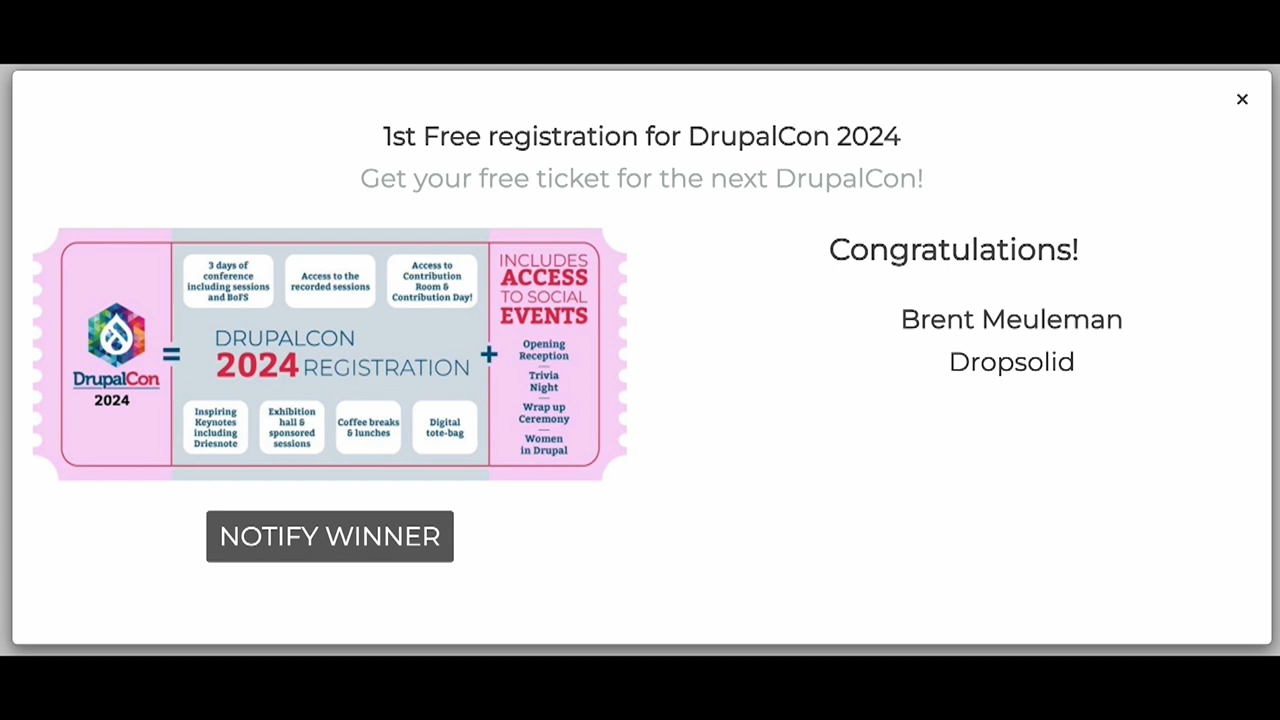 ×
1st Free registration for DrupalCon 2024
Get your free ticket for the next DrupalCon!
DrupalCon
2024
=
3 days of
conference
including sessions
and BoFS
Access to the
recorded sessions
Access to
Contribution
Room &
Contribution Day!
DRUPALCON
2024 REGISTRATION
Inspiring
Keynotes
including
Driesnote
Exhibition
hall &
sponsored
sessions
Coffee breaks
& lunches
Digital
tote-bag
+
INCLUDES
ACCESS
TO SOCIAL
EVENTS
Opening
Reception
Trivia
Night
Wrap up
Ceremony
Women
in Drupal
Congratulations!
Brent Meuleman
Dropsolid
NOTIFY WINNER